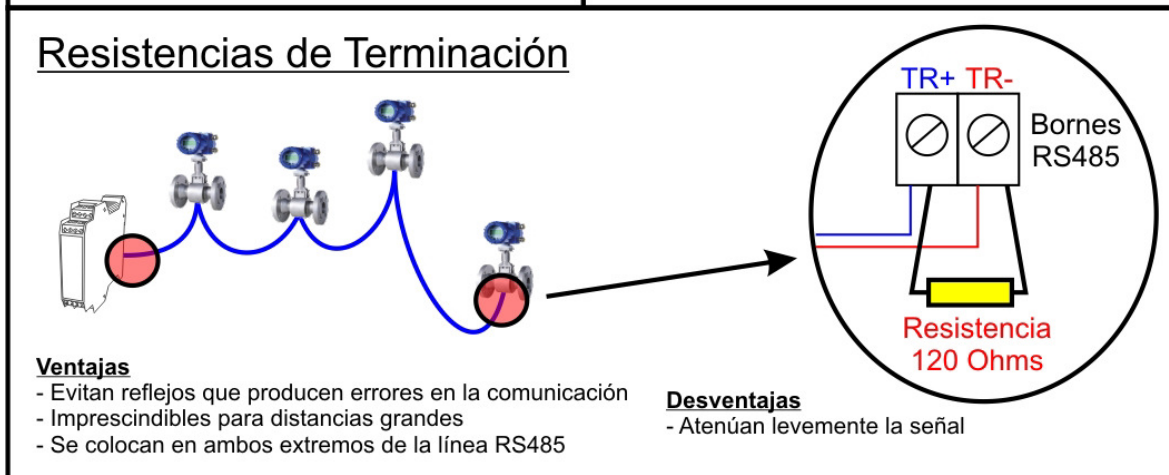 Resistencias de Terminación
TR+ TR-
Bornes
RS485
Resistencia
120 Ohms
Ventajas
- Evitan reflejos que producen errores en la comunicación
- Imprescindibles para distancias grandes
- Se colocan en ambos extremos de la línea RS485
Desventajas
- Atenúan levemente la señal